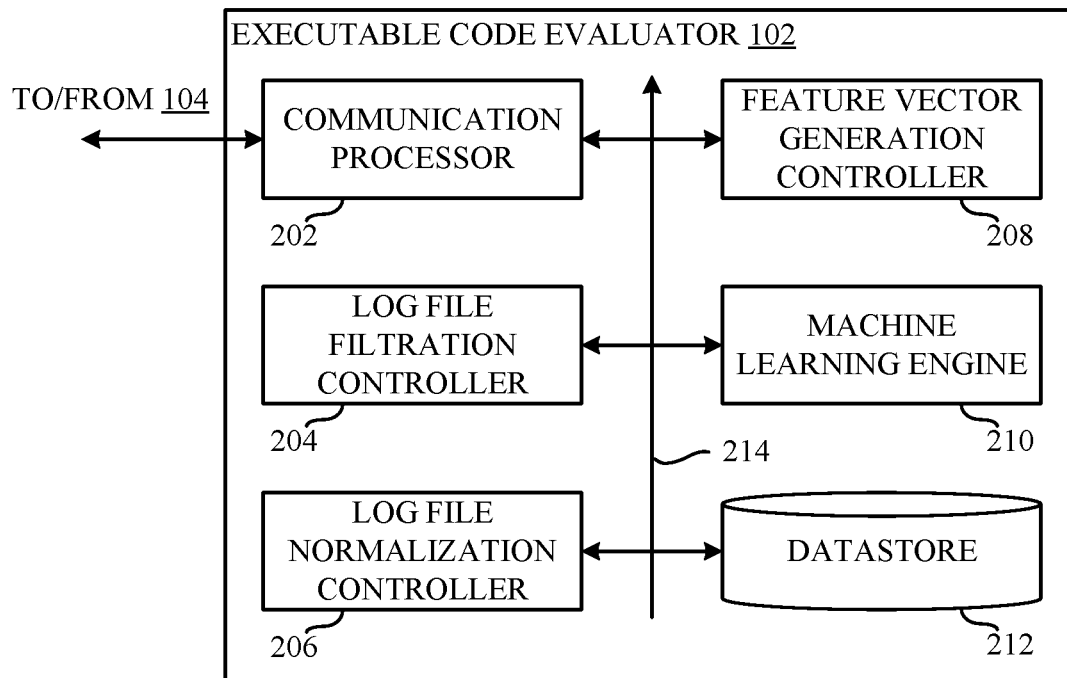 EXECUTABLE CODE EVALUATOR 102
TO/FROM 104
COMMUNICATION
PROCESSOR
202
FEATURE VECTOR
GENERATION
CONTROLLER
208
LOG FILE
FILTRATION
CONTROLLER
204
MACHINE
LEARNING ENGINE
210
214
LOG FILE
NORMALIZATION
CONTROLLER
206
DATASTORE
212